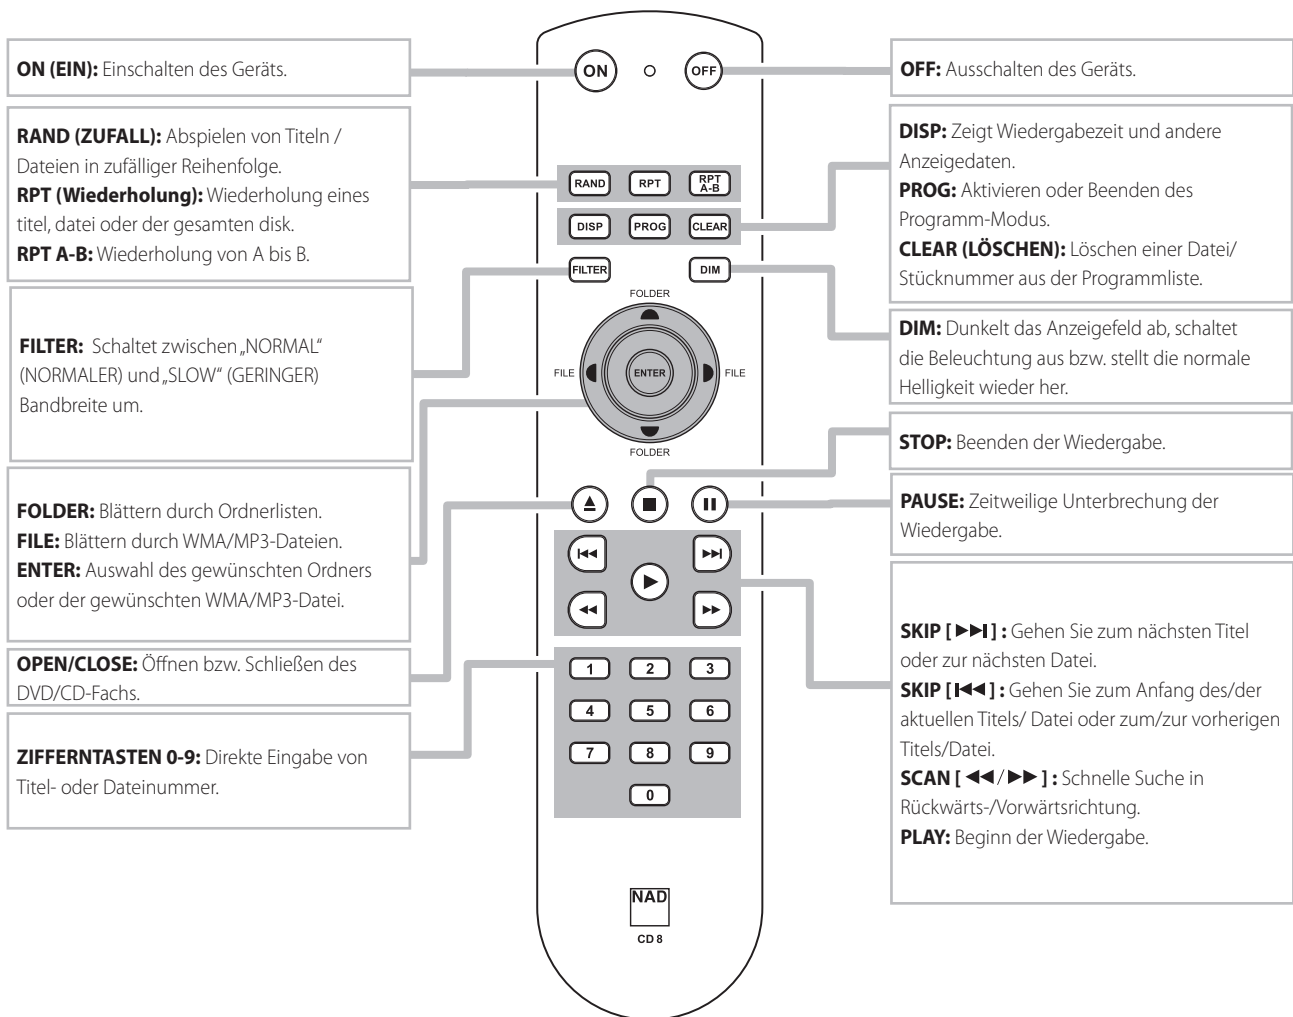 ON (EIN): Einschalten des Geräts.
RAND (ZUFALL): Abspielen von Titeln /
Dateien in zufälliger Reihenfolge.
RPT (Wiederholung): Wiederholung eines
titel, datei oder der gesamten disk.
RPT A-B: Wiederholung von A bis B.
FILTER: Schaltet zwischen „NORMAL“
(NORMALER) und „SLOW“ (GERINGER)
Bandbreite um.
FOLDER: Blättern durch Ordnerlisten.
FILE: Blättern durch WMA/MP3-Dateien.
ENTER: Auswahl des gewünschten Ordners
oder der gewünschten WMA/MP3-Datei.
OPEN/CLOSE: Öffnen bzw. Schließen des
DVD/CD-Fachs.
ZIFFERNTASTEN 0-9: Direkte Eingabe von
Titel- oder Dateinummer.
ON OFF
RAND RPT RPT
A-B
DISP PROG CLEAR
FILTER DIM
FOLDER
FILE ENTER FILE
FOLDER
1 2 3
4 5 6
7 8 9
0
NAD
CD 8
OFF: Ausschalten des Geräts.
DISP: Zeigt Wiedergabezeit und andere
Anzeigedaten.
PROG: Aktivieren oder Beenden des
Programm-Modus.
CLEAR (LÖSCHEN): Löschen einer Datei/
Stücknummer aus der Programmliste.
DIM: Dunkelt das Anzeigefeld ab, schaltet
die Beleuchtung aus bzw. stellt die normale
Helligkeit wieder her.
STOP: Beenden der Wiedergabe.
PAUSE: Zeitweilige Unterbrechung der
Wiedergabe.
SKIP [ ▶▶I ] : Gehen Sie zum nächsten Titel
oder zur nächsten Datei.
SKIP [ I◀◀ ] : Gehen Sie zum Anfang des/der
aktuellen Titels/ Datei oder zum/zur vorherigen
Titels/Datei.
SCAN [ ◀◀/▶▶ ] : Schnelle Suche in
Rückwärts-/Vorwärtsrichtung.
PLAY: Beginn der Wiedergabe.